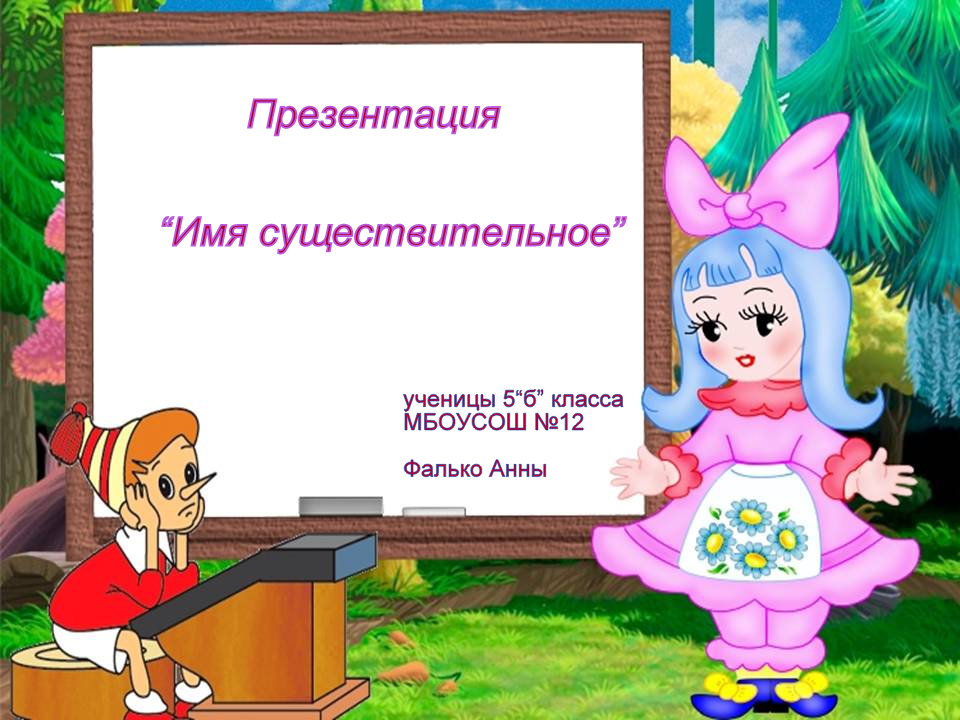 Презентация
“Имя существительное”
ученицы 5“б” класса
МБОУСОШ №12
Фалько Анны